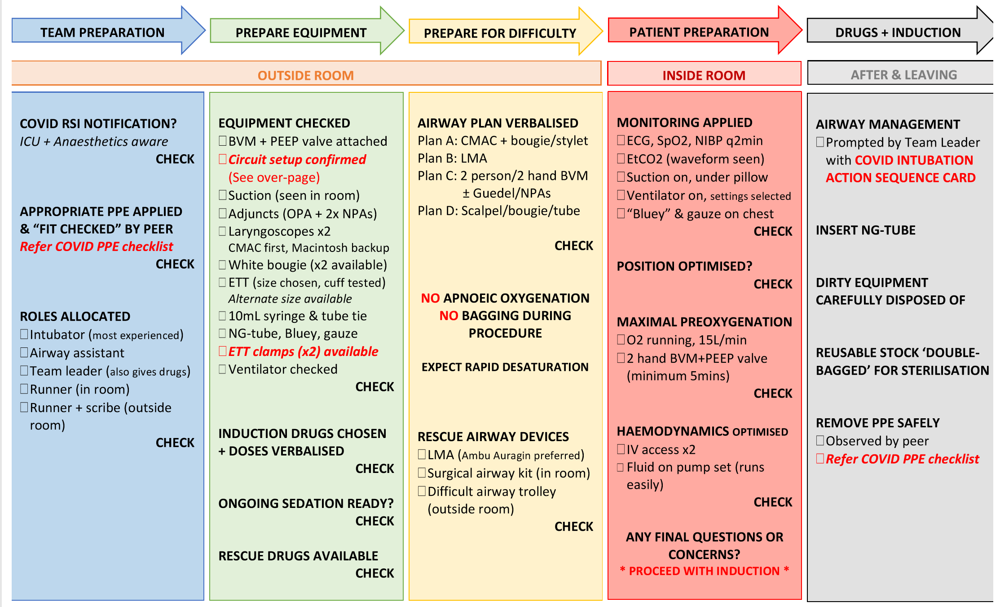 TEAM PREPARATION
PREPARE EQUIPMENT
PREPARE FOR DIFFICULTY
PATIENT PREPARATION
DRUGS + INDUCTION
OUTSIDE ROOM
INSIDE ROOM
AFTER & LEAVING
COVID RSI NOTIFICATION?
ICU + Anaesthetics aware
CHECK
APPROPRIATE PPE APPLIED
& “FIT CHECKED” BY PEER
Refer COVID PPE checklist
CHECK
ROLES ALLOCATED
☐Intubator (most experienced)
☐Airway assistant
☐Team leader (also gives drugs)
☐Runner (in room)
☐Runner + scribe (outside
room)
CHECK
EQUIPMENT CHECKED
☐BVM + PEEP valve attached
☐Circuit setup confirmed
(See over-page)
☐Suction (seen in room)
☐Adjuncts (OPA + 2x NPAs)
☐Laryngoscopes x2
CMAC first, Macintosh backup
☐White bougie (x2 available)
☐ETT (size chosen, cuff tested)
Alternate size available
☐10mL syringe & tube tie
☐NG-tube, Bluey, gauze
☐ETT clamps (x2) available
☐Ventilator checked
CHECK
INDUCTION DRUGS CHOSEN
+ DOSES VERBALISED
CHECK
ONGOING SEDATION READY?
CHECK
RESCUE DRUGS AVAILABLE
CHECK
AIRWAY PLAN VERBALISED
Plan A: CMAC + bougie/stylet
Plan B: LMA
Plan C: 2 person/2 hand BVM
± Guedel/NPAs
Plan D: Scalpel/bougie/tube
CHECK
NO APNOEIC OXYGENATION
NO BAGGING DURING
PROCEDURE
EXPECT RAPID DESATURATION
RESCUE AIRWAY DEVICES
☐LMA (Ambu Auragin preferred)
☐Surgical airway kit (in room)
☐Difficult airway trolley
(outside room)
CHECK
MONITORING APPLIED
☐ECG, SpO2, NIBP q2min
☐EtCO2 (waveform seen)
☐Suction on, under pillow
☐Ventilator on, settings selected
☐“Bluey” & gauze on chest
CHECK
POSITION OPTIMISED?
CHECK
MAXIMAL PREOXYGENATION
☐O2 running, 15L/min
☐2 hand BVM+PEEP valve
(minimum 5mins)
CHECK
HAEMODYNAMICS OPTIMISED
☐IV access x2
☐ Fluid on pump set (runs
easily)
CHECK
ANY FINAL QUESTIONS OR
CONCERNS?
* PROCEED WITH INDUCTION *
AIRWAY MANAGEMENT
☐Prompted by Team Leader
with COVID INTUBATION
ACTION SEQUENCE CARD
INSERT NG-TUBE
DIRTY EQUIPMENT
CAREFULLY DISPOSED OF
REUSABLE STOCK ‘DOUBLE-
BAGGED’ FOR STERILISATION
REMOVE PPE SAFELY
☐Observed by peer
☐Refer COVID PPE checklist